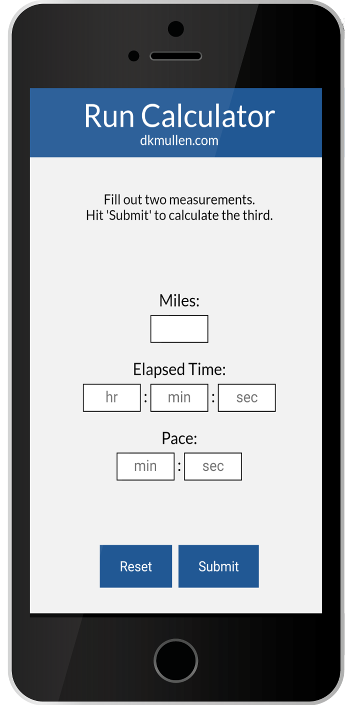 Run Calculator
dkmullen.com
Fill out two measurements.
Hit 'Submit' to calculate the third.
Miles:
Elapsed Time:
hr : min : sec
Pace:
min : sec
Reset Submit